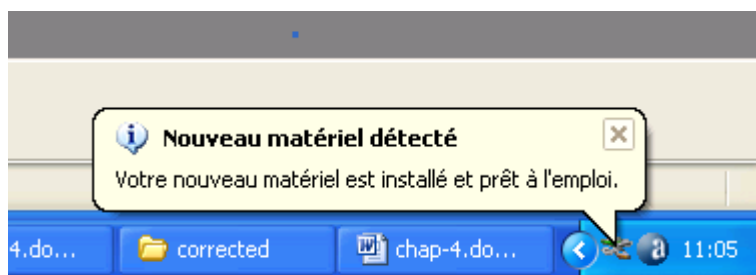 Nouveau matériel détecté
Votre nouveau matériel est installé et prêt à l'emploi.
4.do... corrected chap-4.do... 11:05